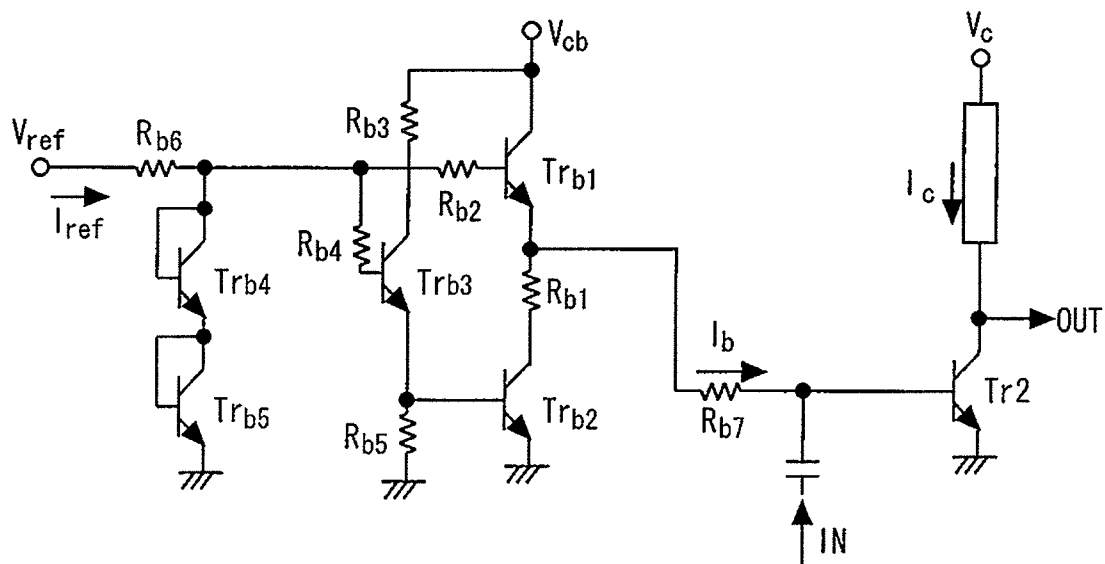 Vcb
Vc
Vref
Rb6
Rb3
Trb1
Iref
Rb2
Ic
Rb4
Trb4
Trb3
Rb1
OUT
Ib
Tr2
Trb5
Rb5
Trb2
Rb7
IN